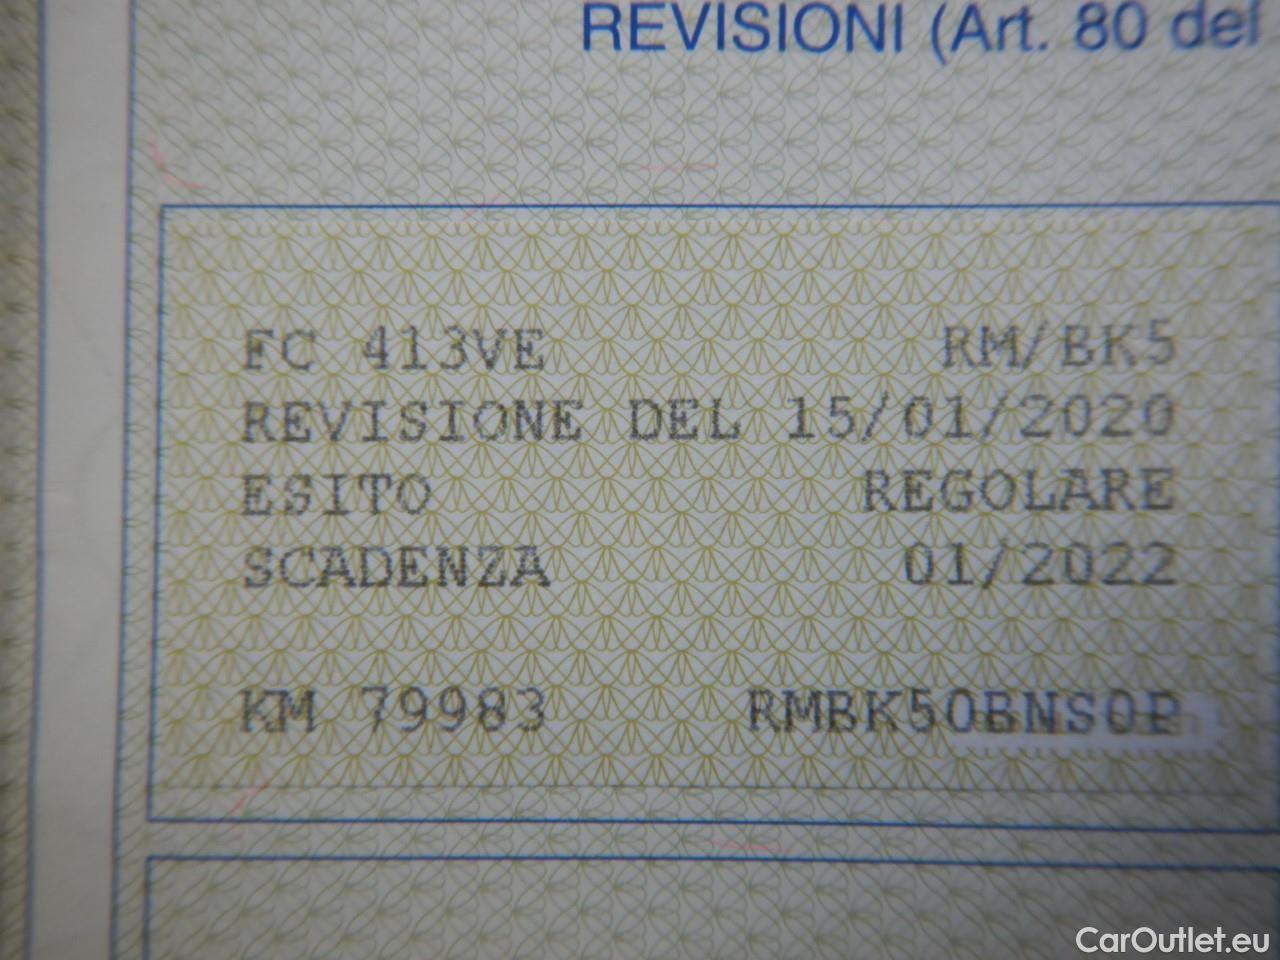 REVISIONI (Art. 80 del
FC 413VE RM/BK5
REVISIONE DEL 15/01/2020
ESITO REGOLARE
SCADENZA 01/2022
KM 79983 RMBK50BNS0P
CarOutlet.eu